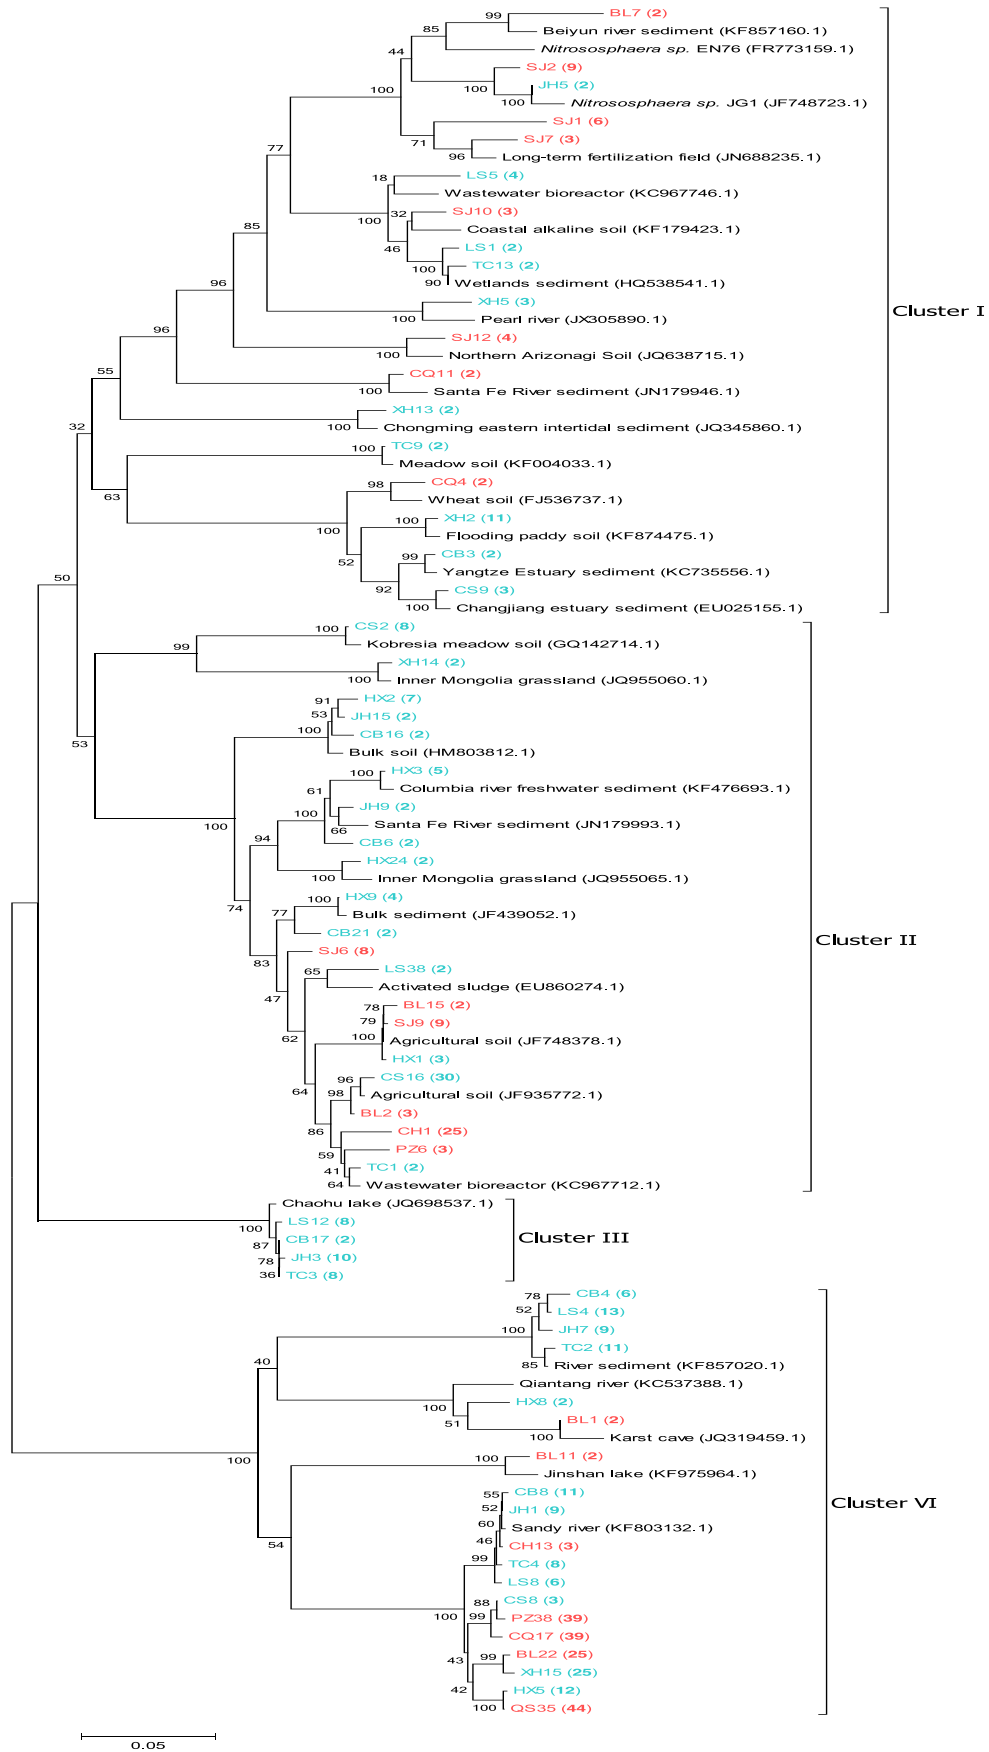 BL7 (2)
99
Beiyun river sediment (KF857160.1)
85
Nitrososphaera sp. EN76 (FR773159.1)
44
SJ2 (9)
JH5 (2)
100
100
100
Nitrososphaera sp. JG1 (JF748723.1)
SJ1 (6)
71
SJ7 (3)
96
Long-term fertilization field (JN688235.1)
77
LS5 (4)
18
Wastewater bioreactor (KC967746.1)
100
32
SJ10 (3)
Coastal alkaline soil (KF179423.1)
46
LS1 (2)
100
TC13 (2)
90
Wetlands sediment (HQ538541.1)
85
XH5 (3)
100
Pearl river (JX305890.1)
Cluster I
96
SJ12 (4)
100
Northern Arizonagi Soil (JQ638715.1)
96
CQ11 (2)
100
Santa Fe River sediment (JN179946.1)
55
XH13 (2)
100
Chongming eastern intertidal sediment (JQ345860.1)
32
TC9 (2)
100
Meadow soil (KF004033.1)
63
CQ4 (2)
98
Wheat soil (FJ536737.1)
100
XH2 (11)
100
Flooding paddy soil (KF874475.1)
52
CB3 (2)
99
Yangtze Estuary sediment (KC735556.1)
92
CS9 (3)
100
Changjiang estuary sediment (EU025155.1)
50
CS2 (8)
100
Kobresia meadow soil (GQ142714.1)
99
XH14 (2)
100
Inner Mongolia grassland (JQ955060.1)
53
HX2 (7)
91
JH15 (2)
53
CB16 (2)
100
Bulk soil (HM803812.1)
HX3 (5)
100
Columbia river freshwater sediment (KF476693.1)
61
JH9 (2)
100
66
Santa Fe River sediment (JN179993.1)
100
CB6 (2)
94
HX24 (2)
100
Inner Mongolia grassland (JQ955065.1)
74
HX9 (4)
100
Bulk sediment (JF439052.1)
77
CB21 (2)
Cluster II
83
SJ6 (8)
47
LS38 (2)
65
Activated sludge (EU860274.1)
62
BL15 (2)
78
SJ9 (9)
79
100
Agricultural soil (JF748378.1)
HX1 (3)
64
CS16 (30)
96
Agricultural soil (JF935772.1)
98
BL2 (3)
86
CH1 (25)
59
PZ6 (3)
41
TC1 (2)
64
Wastewater bioreactor (KC967712.1)
Chaohu lake (JQ698537.1)
100
LS12 (8)
87
CB17 (2)
Cluster III
78
JH3 (10)
36
TC3 (8)
CB4 (6)
78
LS4 (13)
52
JH7 (9)
100
TC2 (11)
85
River sediment (KF857020.1)
40
Qiantang river (KC537388.1)
100
HX8 (2)
51
BL1 (2)
100
Karst cave (JQ319459.1)
100
BL11 (2)
100
Jinshan lake (KF975964.1)
CB8 (11)
55
JH1 (9)
52
Cluster VI
Sandy river (KF803132.1)
60
CH13 (3)
46
54
TC4 (8)
99
LS8 (6)
CS8 (3)
88
PZ38 (39)
99
100
CQ17 (39)
43
BL22 (25)
99
XH15 (25)
42
HX5 (12)
100
QS35 (44)
0.05